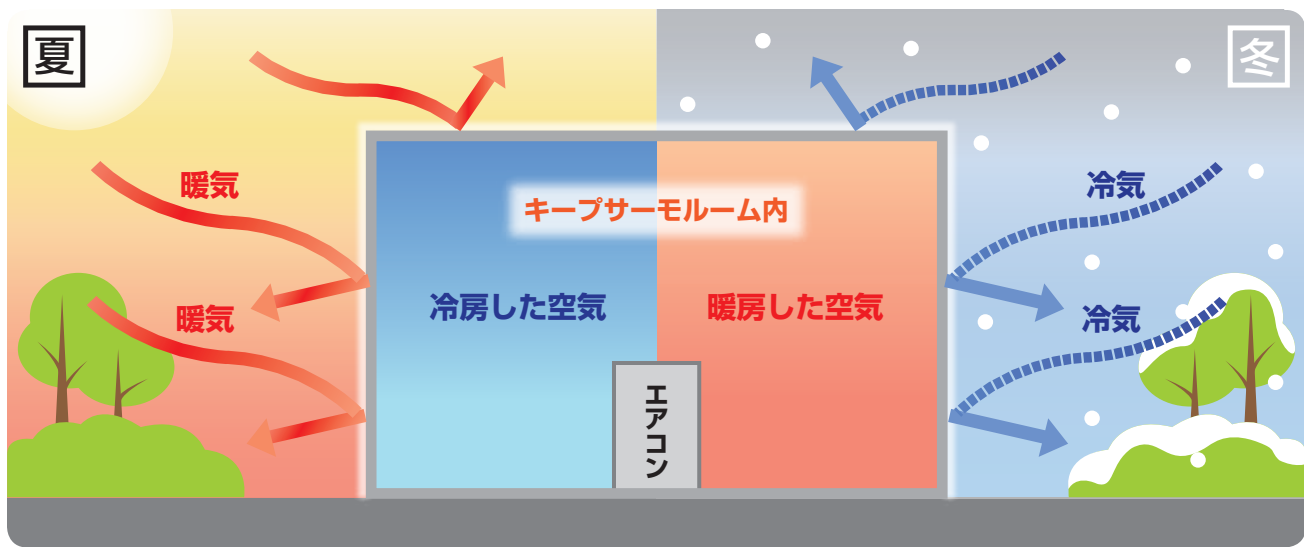 夏
冬
暖気
冷気
キープサーモルーム内
冷房した空気
暖房した空気
暖気
冷気
エアコン